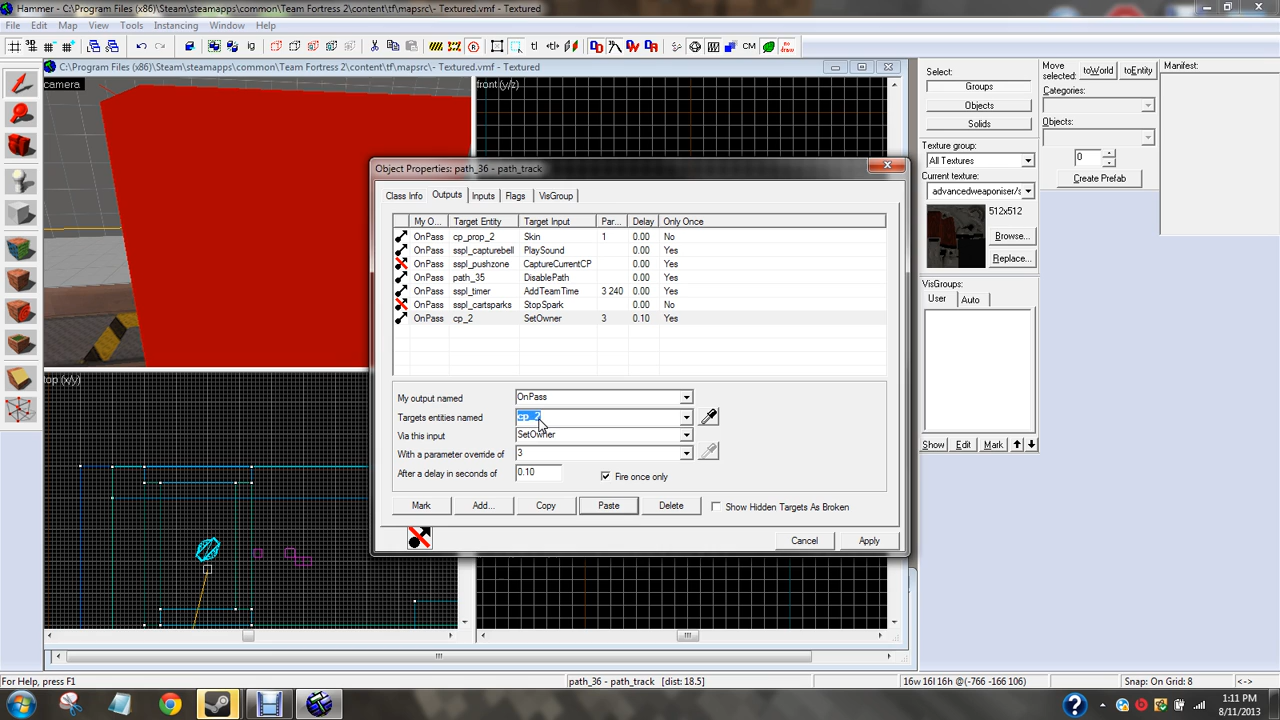 Hammer - C:\Program Files (x86)\Steam\steamapps\common\Team Fortress 2\content\tf\mapsrc\- Textured.vmf - Textured
File Edit Map View Tools Instancing Window Help
C:\Program Files (x86)\Steam\steamapps\common\Team Fortress 2\content\tf\mapsrc\- Textured.vmf - Textured
camera
front (y/z)
top (x/y)
Object Properties: path_36 - path_track
Class Info Outputs Inputs Flags VisGroup
My O... Target Entity Target Input Par... Delay Only Once
OnPass cp_prop_2 Skin 1 0.00 No
OnPass sspl_capturebell PlaySound 0.00 Yes
OnPass sspl_pushzone CaptureCurrentCP 0.00 Yes
OnPass path_35 DisablePath 0.00 Yes
OnPass sspl_timer AddTeamTime 3 240 0.00 Yes
OnPass sspl_cartsparks StopSpark 0.00 No
OnPass cp_2 SetOwner 3 0.10 Yes
My output named OnPass
Targets entities named cp_2
Via this input SetOwner
With a parameter override of 3
After a delay in seconds of 0.10 Fire once only
Mark Add... Copy Paste Delete Show Hidden Targets As Broken
Cancel Apply
Select:
Groups
Objects
Solids
Texture group:
All Textures
Current texture:
advancedweaponiser/s
512x512
Browse...
Replace...
VisGroups:
User Auto
Show Edit Mark
Move selected: toWorld toEntity
Categories:
Objects:
0
Create Prefab
Manifest:
For Help, press F1
path_36 - path_track [dist: 18.5]
16w 16l 16h @(-766 -166 106)
Snap: On Grid: 8 <->
1:11 PM
8/11/2013